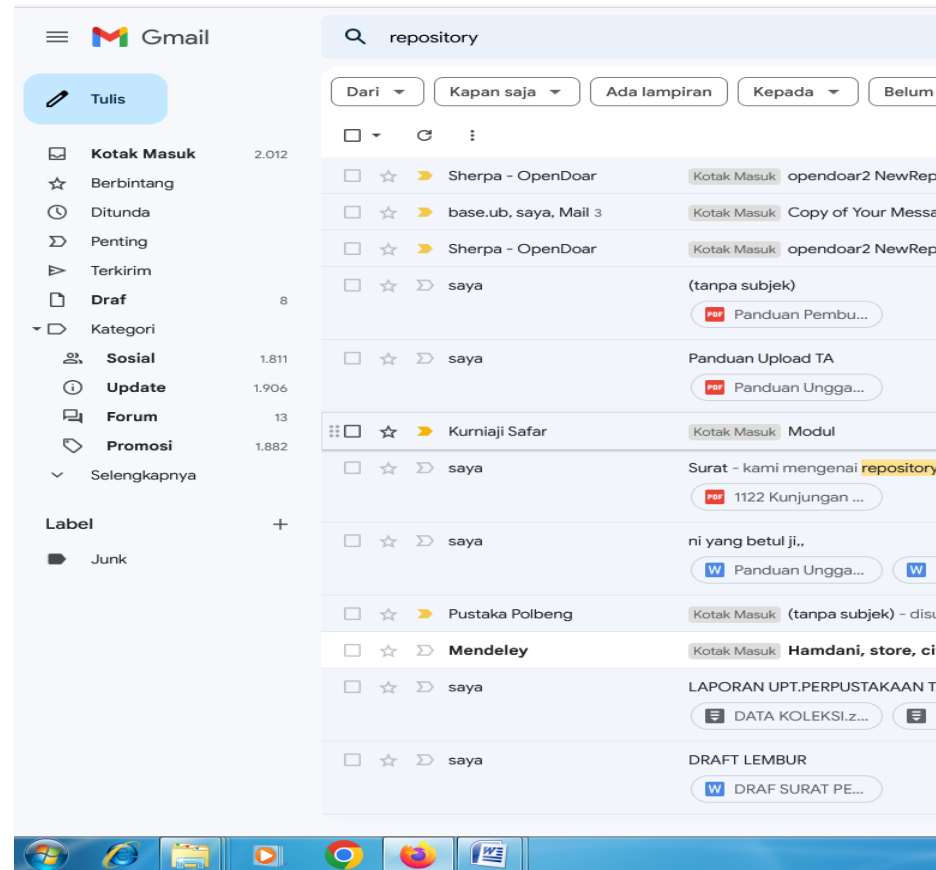 Gmail
repository
Tulis
Dari Kapan saja Ada lampiran Kepada Belum
Kotak Masuk 2.012
Berbintang
Ditunda
Penting
Terkirim
Draf 8
Kategori
Sosial 1.811
Update 1.906
Forum 13
Promosi 1.882
Selengkapnya
Label +
Junk
Sherpa - OpenDoar Kotak Masuk opendoar2 NewRep
base.ub, saya, Mail 3 Kotak Masuk Copy of Your Messa
Sherpa - OpenDoar Kotak Masuk opendoar2 NewRep
saya (tanpa subjek)
PDF Panduan Pembu...
saya Panduan Upload TA
PDF Panduan Ungga...
Kurniaji Safar Kotak Masuk Modul
saya Surat - kami mengenai repository
PDF 1122 Kunjungan ...
saya ni yang betul ji,,
W Panduan Ungga... W
Pustaka Polbeng Kotak Masuk (tanpa subjek) - disu
Mendeley Kotak Masuk Hamdani, store, ci
saya LAPORAN UPT.PERPUSTAKAAN T
DATA KOLEKSI.z...
saya DRAFT LEMBUR
W DRAF SURAT PE...